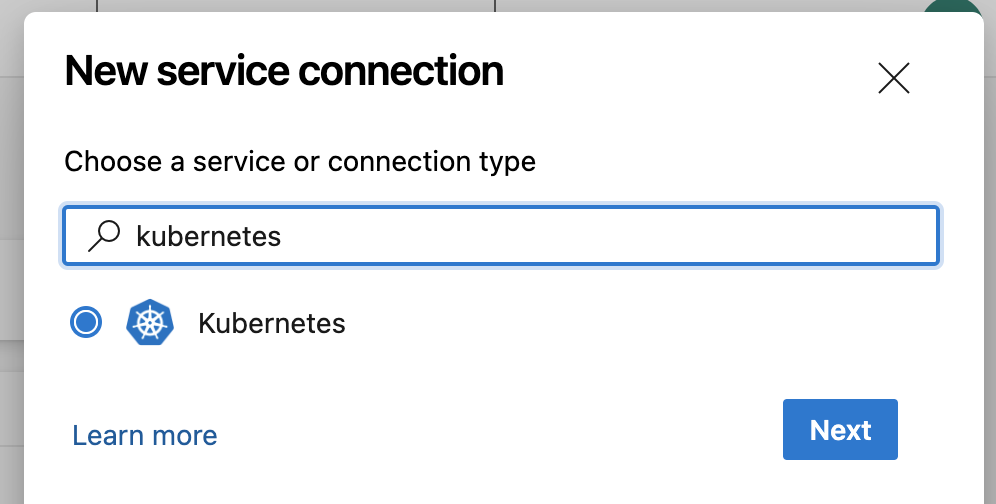 New service connection
Choose a service or connection type
kubernetes
Kubernetes
Learn more
Next